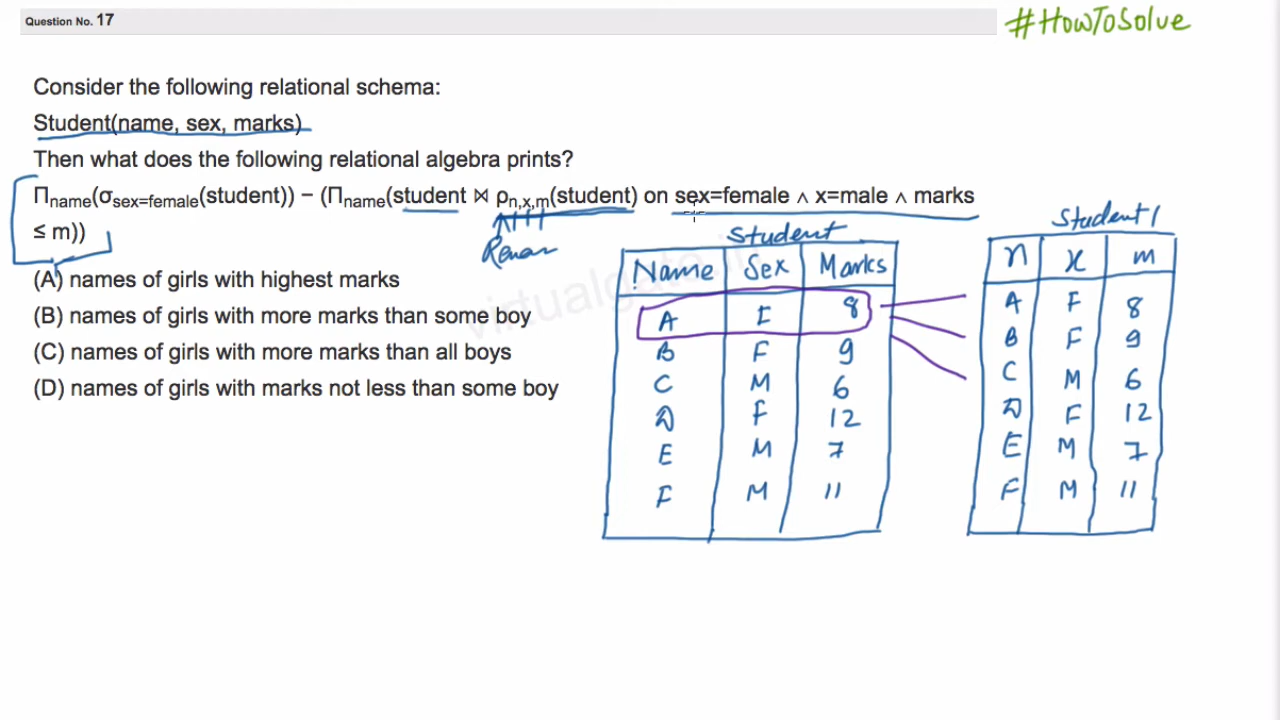 Question No. 17
#HowToSolve
Consider the following relational schema:
Student(name, sex, marks)
Then what does the following relational algebra prints?
Πname(σsex=female(student)) − (Πname(student ⋈ ρn,x,m(student) on sex=female ∧ x=male ∧ marks
≤ m))
Renam
(A) names of girls with highest marks
(B) names of girls with more marks than some boy
(C) names of girls with more marks than all boys
(D) names of girls with marks not less than some boy
Student
Name Sex Marks
A F 8
B F 9
C M 6
D F 12
E M 7
F M 11
Student1
n x m
A F 8
B F 9
C M 6
D F 12
E M 7
F M 11